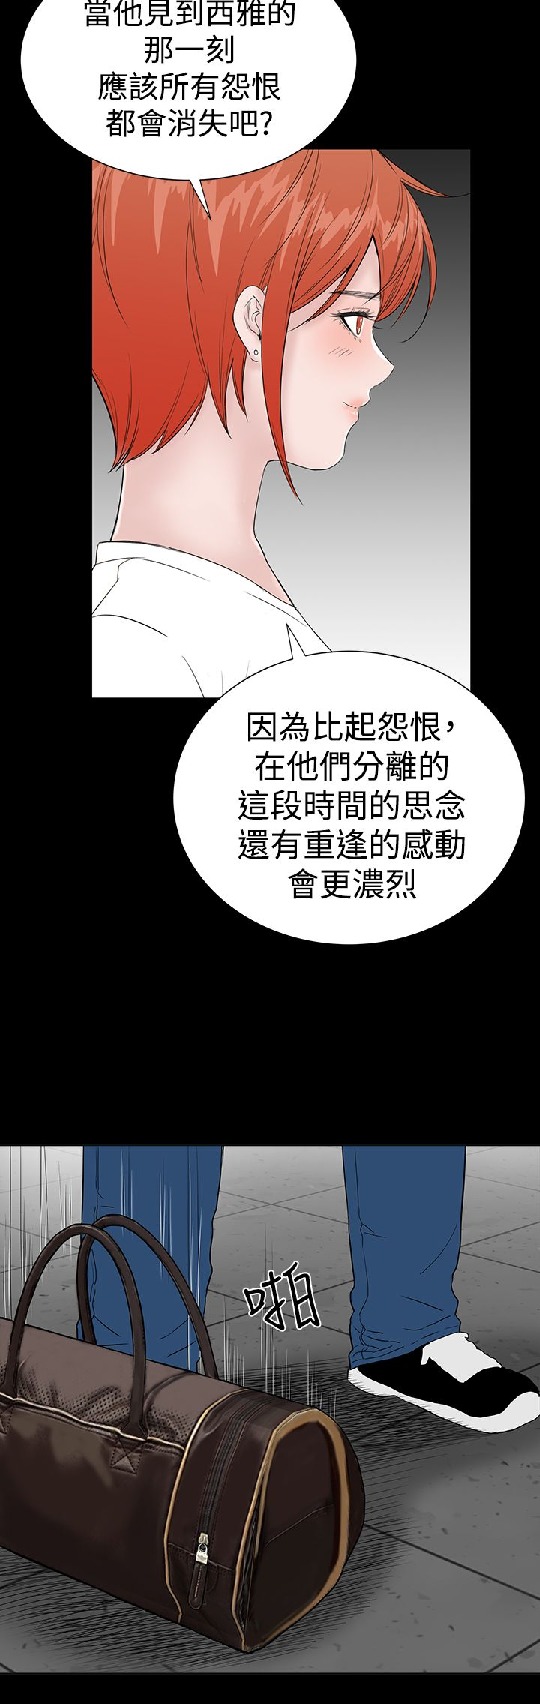 當他見到西雅的
那一刻
應該所有怨恨
都會消失吧?
因為比起怨恨，
在他們分離的
這段時間的思念
還有重逢的感動
會更濃烈
啪